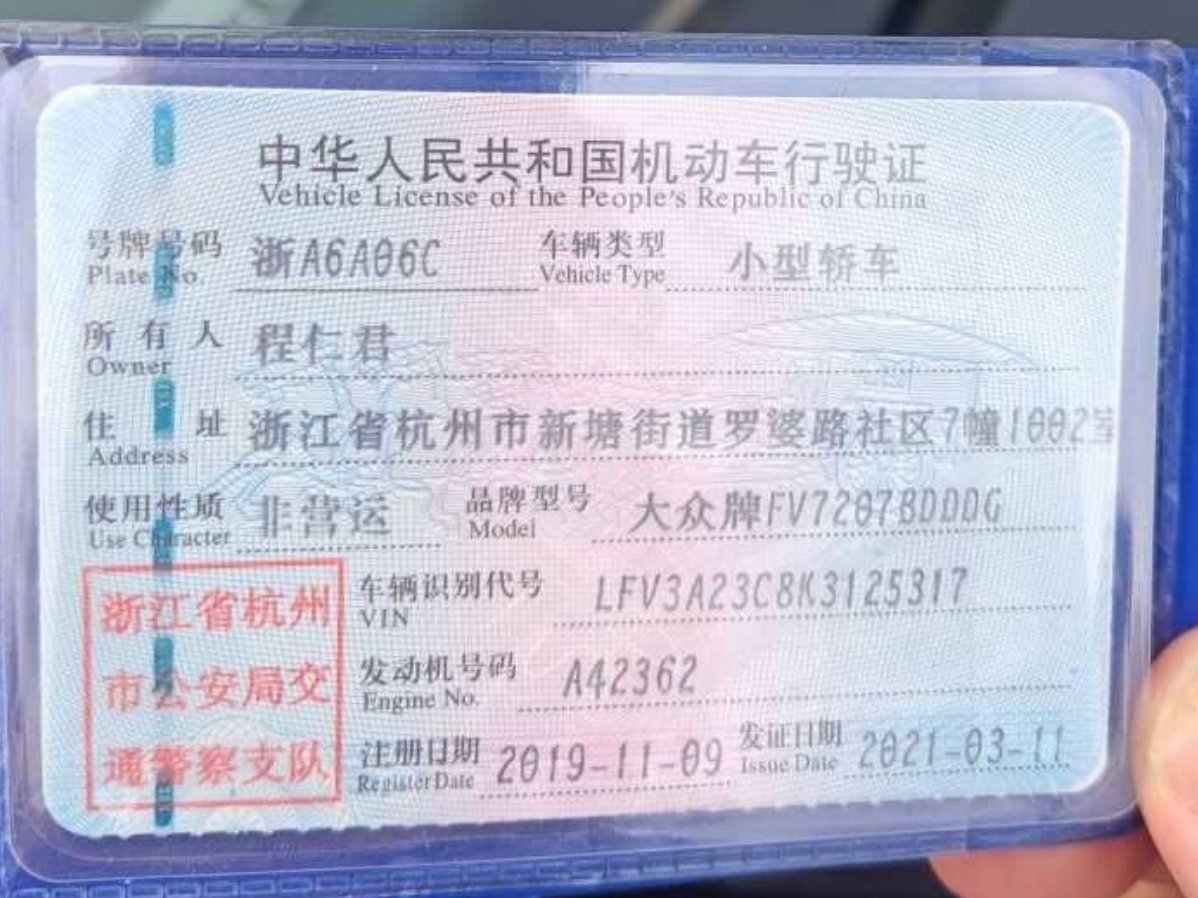 中华人民共和国机动车行驶证
Vehicle License of the People's Republic of China
号牌号码 浙A6A06C 车辆类型 小型轿车
Plate No. Vehicle Type
所有人 程仁君
Owner
住址 浙江省杭州市新塘街道罗婆路社区7幢1002室
Address
使用性质 非营运 品牌型号 大众牌FV7207BDDDG
Use Character Model
车辆识别代号 LFV3A23C8K3125317
VIN
发动机号码 A42362
Engine No.
注册日期 2019-11-09 发证日期 2021-03-11
Register Date Issue Date
浙江省杭州
市公安局交
通警察支队